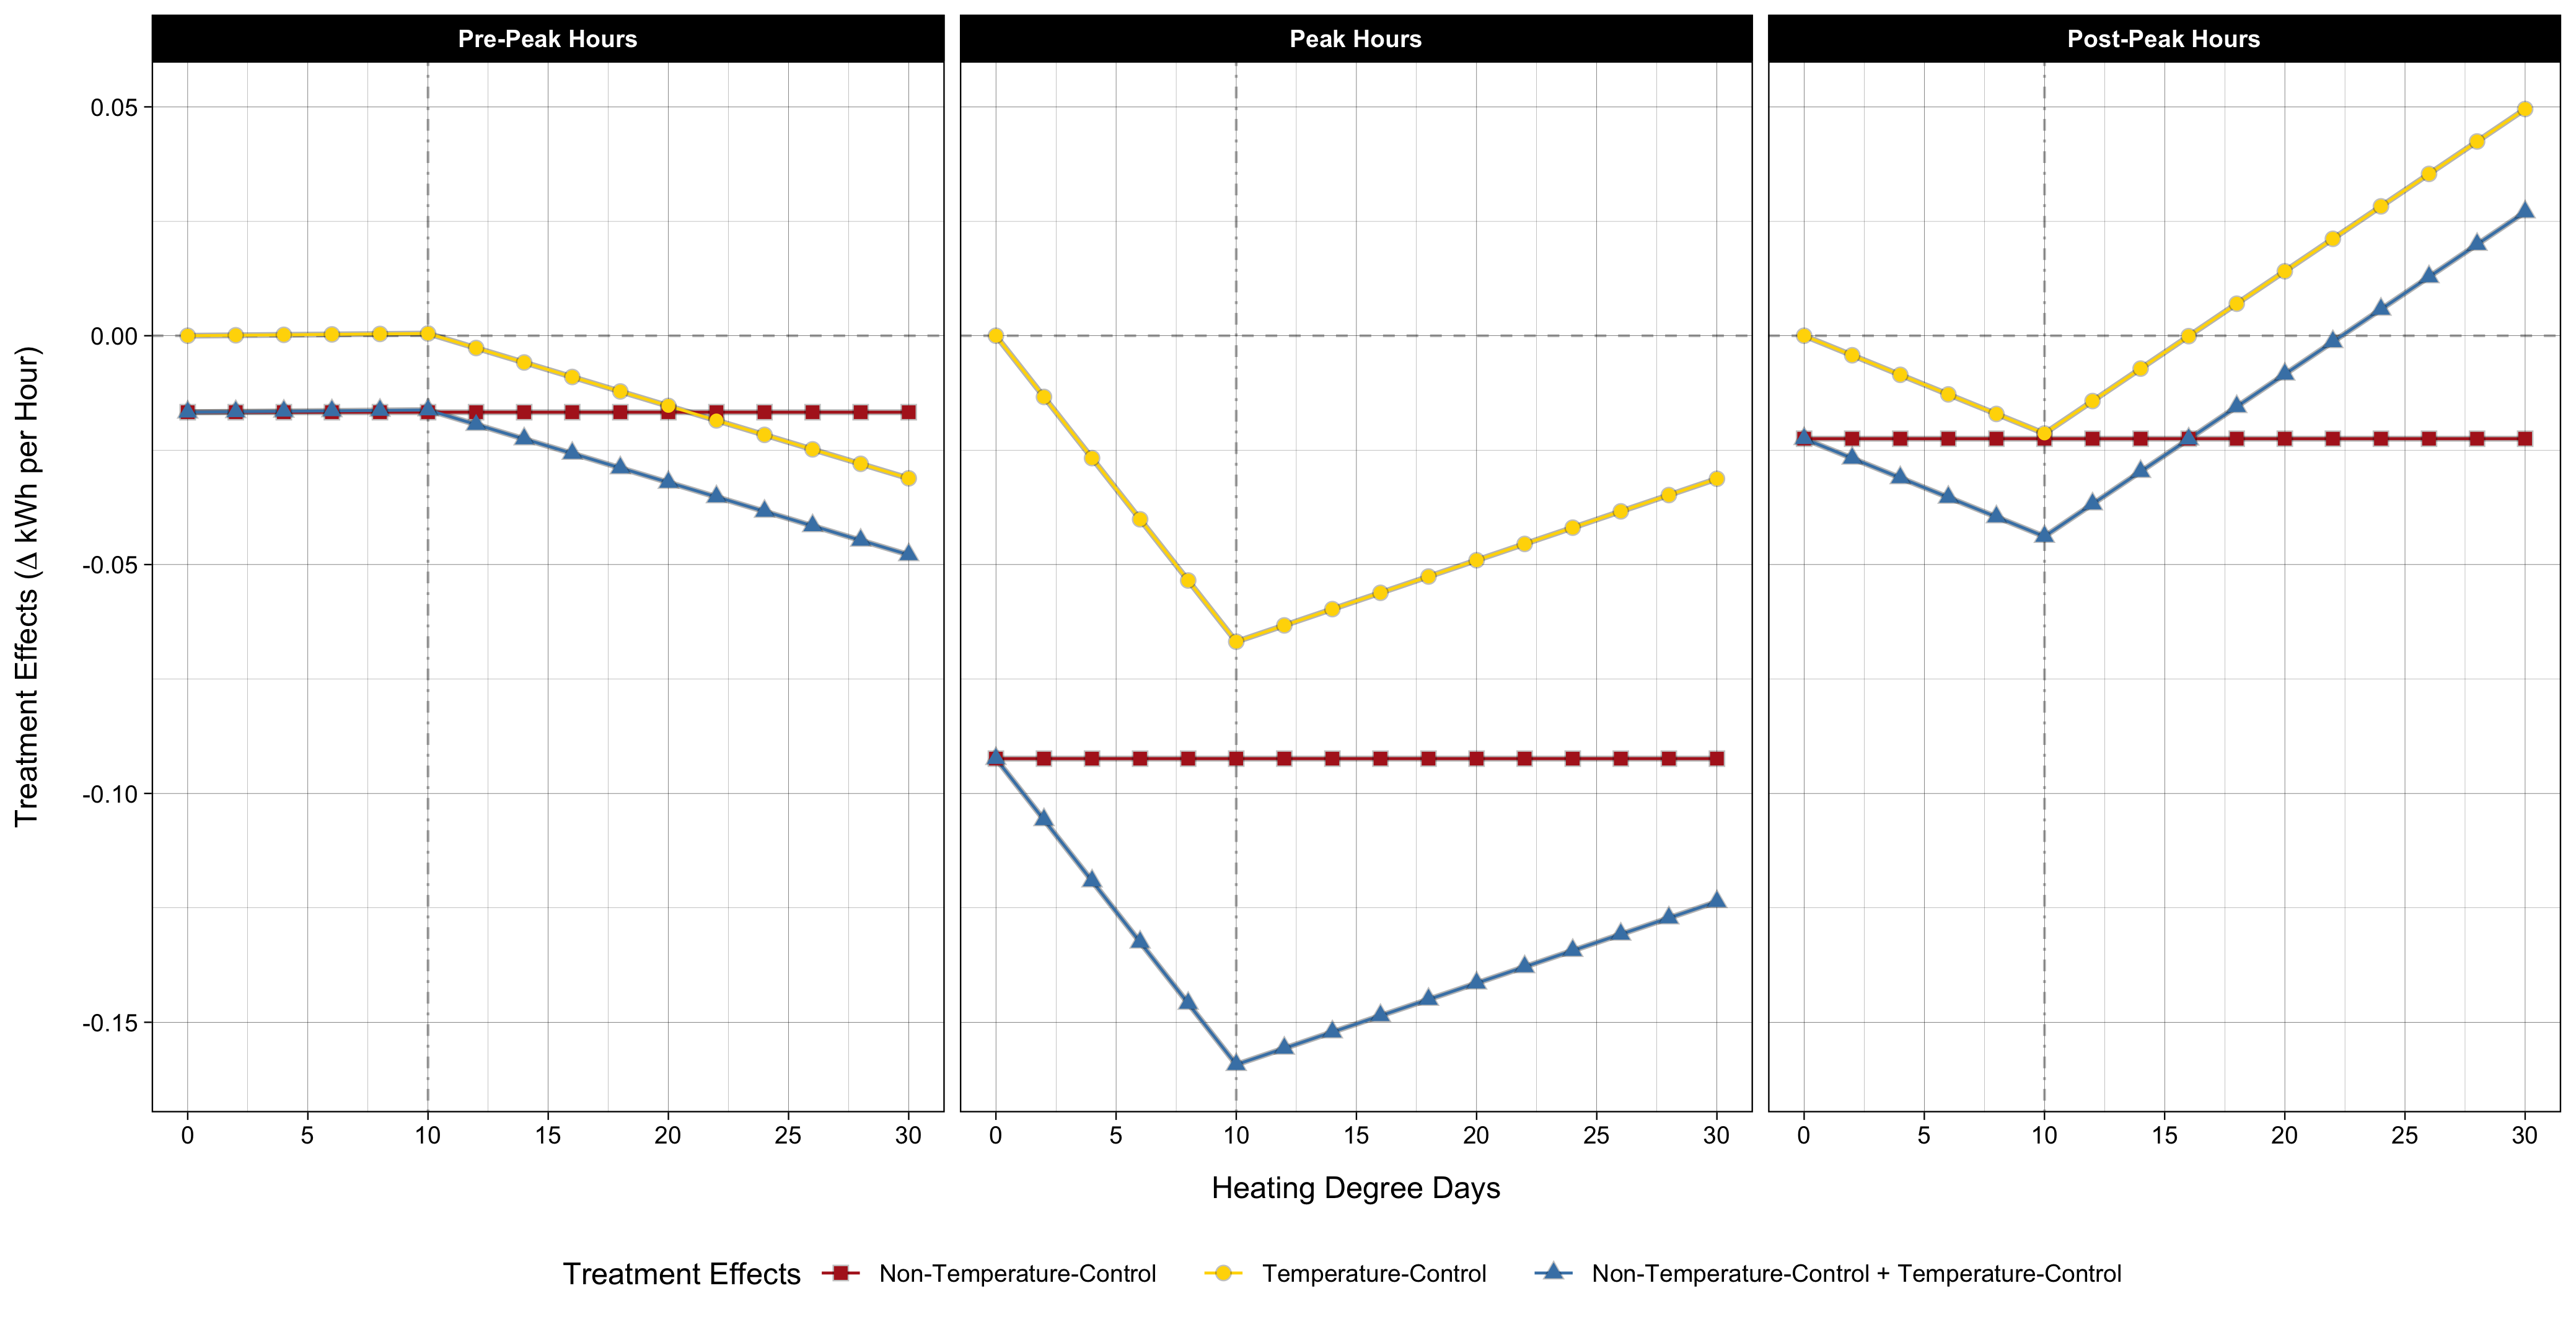 Pre-Peak Hours Peak Hours Post-Peak Hours
0.05
0.00
-0.05
-0.10
-0.15
Treatment Effects (Δ kWh per Hour)
0 5 10 15 20 25 30 0 5 10 15 20 25 30 0 5 10 15 20 25 30
Heating Degree Days
Treatment Effects Non-Temperature-Control Temperature-Control Non-Temperature-Control + Temperature-Control